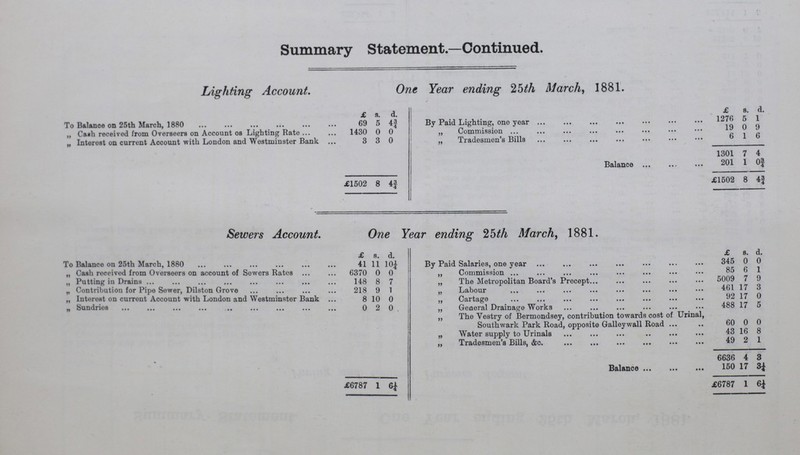 Summary Statement.—Continued.
Lighting Account. One Year ending 25th March, 1881.
£ s. d.
To Balance on 25th March, 1880 ... ... ... ... ... ... 69 5 4¾
„ Cash received from Overseers on Account os Lighting Rate ... ... 1430 0 0
„ Interest on current Account with London and Westminster Bank ... 3 3 0
£1502 8 4¾
£ s. d.
By Paid Lighting, one year ... ... ... ... ... ... ... 1276 5 1
„ Commission ... ... ... ... ... ... ... ... 19 0 9
„ Tradesmen's Bills ... ... ... ... ... ... ... 6 1 6
1301 7 4
Balance ... ... ... 201 1 0¾
£1502 8 4¾
Sewers Account. One Year ending 25th March, 1881.
£ s. d.
To Balance on 25th March, 1880 ... ... ... ... ... ... 41 11 10¼
„ Cash received from Overseers on account of Sewers Rates ... ... 6370 0 0
„ Putting in Drains ... ... ... ... ... ... ... ... 148 8 7
„ Contribution for Pipe Sewer, Dilston Grove ... ... ... ... 218 9 1
„ Interest on current Account with London and Westminster Bank ... 8 10 0
„ Sundries ... ... ... ... ... ... ... ... ... 0 2 0
£6787 1 6¼
£ s. d.
By Paid Salaries, one year ... ... ... ... ... ... ... 345 0 0
„ Commission ... ... ... ... ... ... ... ... 85 6 1
„ The Metropolitan Board's Precept... ... ... ... ... 5009 7 9
„ Labour ... ... ... ... ... ... ... ... 461 17 3
„ Cartage ... ... ... ... ... ... ... ... 92 17 0
„ General Drainage Works ... ... ... ... ... ... 488 17 5
„ The Vestry of Bermondsey, contribution towards cost of Urinal,
Southwark Park Road, opposite Galleywall Road ... ... 60 0 0
„ Water supply to Urinals ... ... ... ... ... ... 43 16 8
„ Tradesmen's Bills, &c. ... ... ... ... ... ... 49 2 1
6636 4 3
Balance ... ... ... 150 17 3¼
£6787 1 6¼